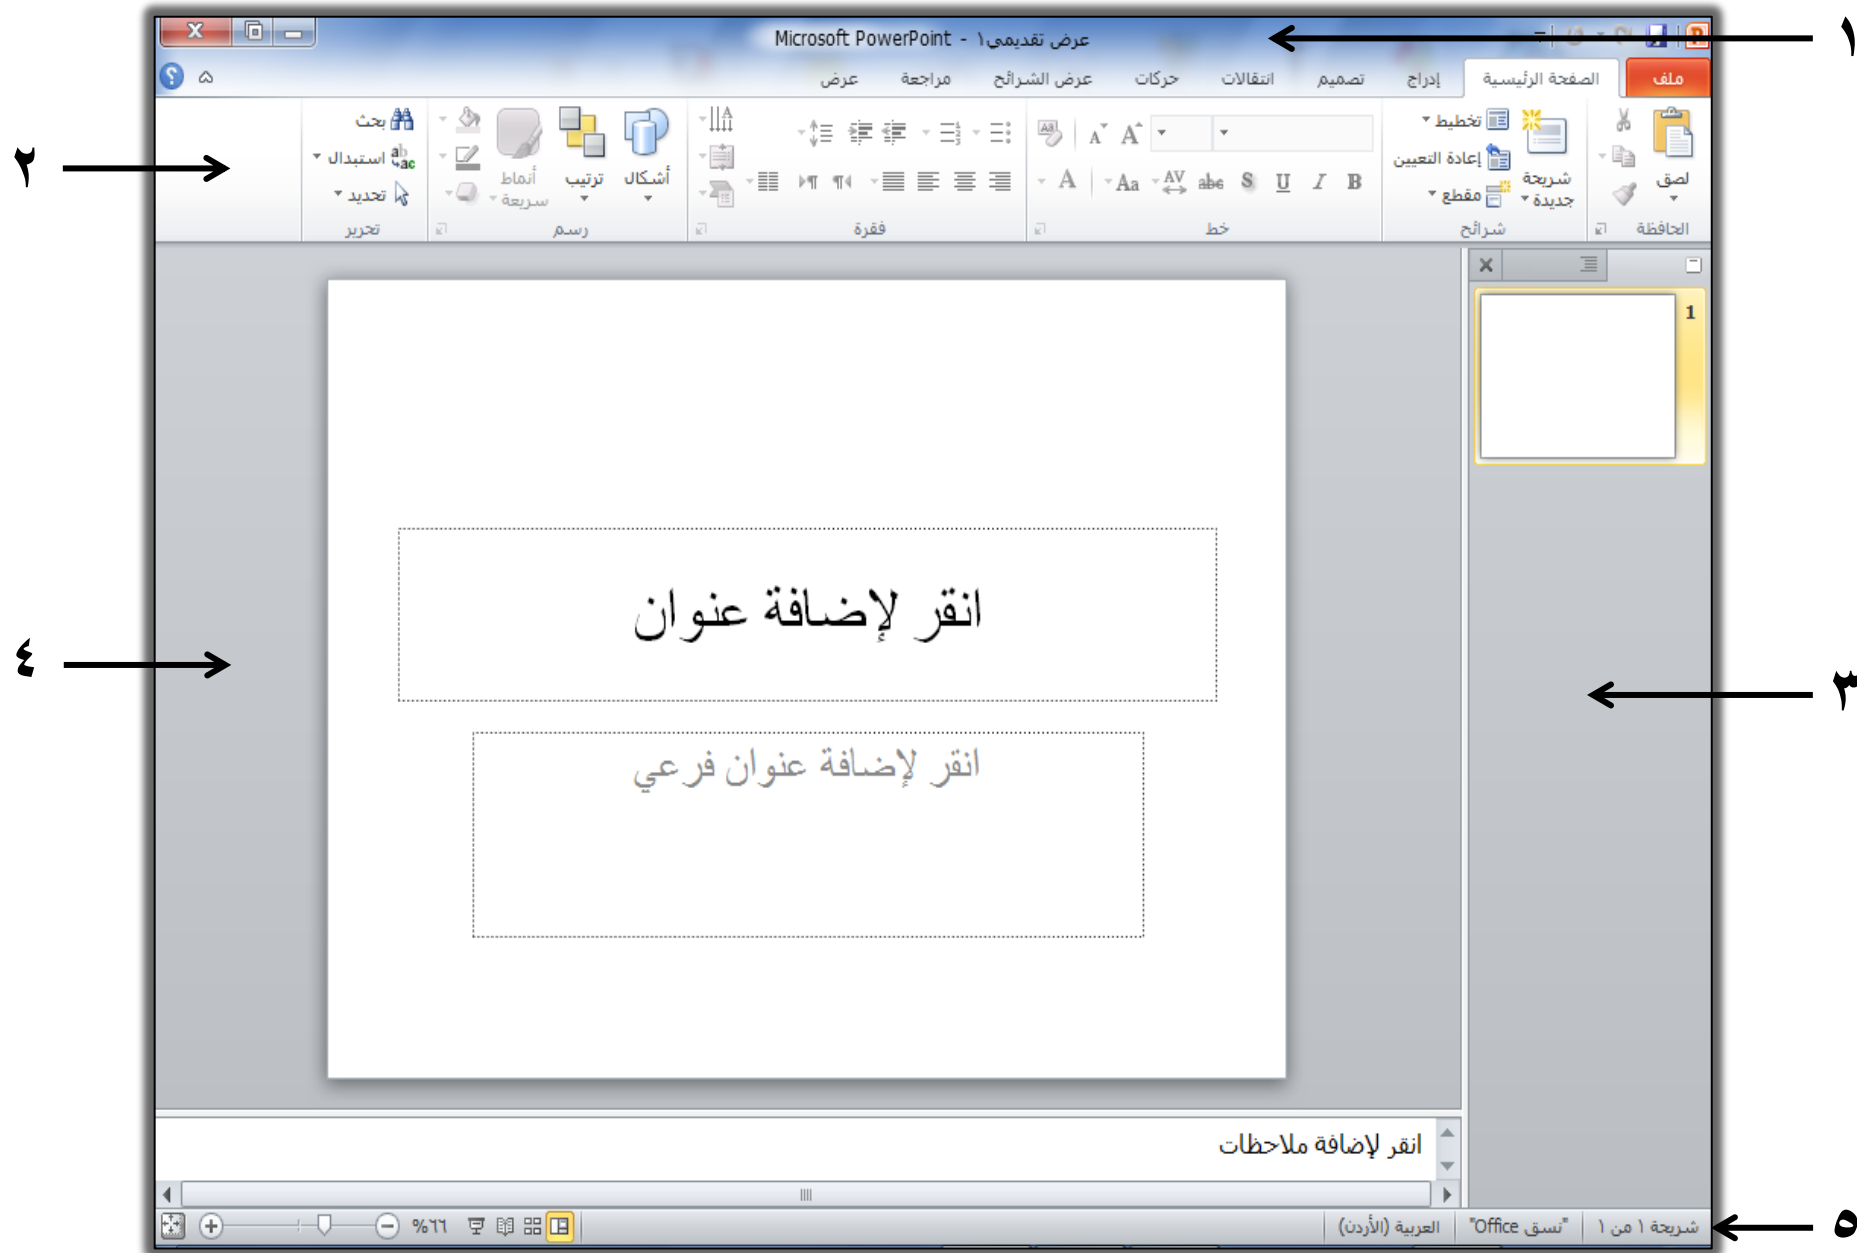 ١
عرض تقديمي١ - Microsoft PowerPoint
ملف الصفحة الرئيسية إدراج تصميم انتقالات حركات عرض الشرائح مراجعة عرض
٢
لصق
الحافظة
شريحة جديدة
تخطيط
إعادة التعيين
مقطع
شرائح
B I U S abc AV Aa A
A A
خط
فقرة
أشكال
ترتيب
أنماط سريعة
رسم
بحث
استبدال
تحديد
تحرير
1
انقر لإضافة عنوان
٤
٣
انقر لإضافة عنوان فرعي
انقر لإضافة ملاحظات
شريحة ١ من ١ "نسق Office" العربية (الأردن) ٦٦%
٥